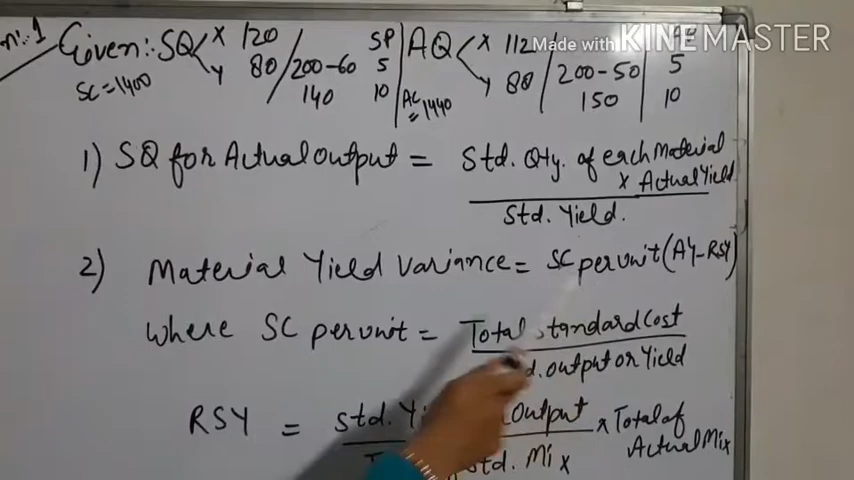 n:1 Given:- SQ X 120 SP AQ X 112
Y 80 200-60 5 Y 80 200-50 5
SC=1400 140 10 AC=1440 150 10
Made with KINEMASTER
1) SQ for Actual Output = Std. Qty. of each Material
x Actual Yield
Std. Yield.
2) Material Yield Variance = SC per unit (AY-RSY)
where SC per unit = Total Standard Cost
output or Yield
RSY = Std. Output x Total of
Std. Mix Actual Mix